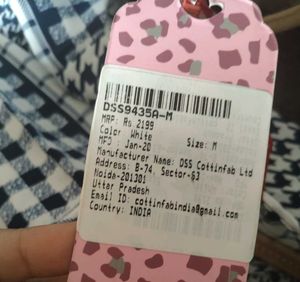 DSS9435A-M
MRP: Rs 2199
Color: White Size: M
MFD : Jan-20
Manufacturer Name: DSS Cottinfab Ltd
Address: B-74, Sector-63
Noida-201301
Uttar Pradesh
Email ID: cottinfabindia@gmail.com
Country: INDIA